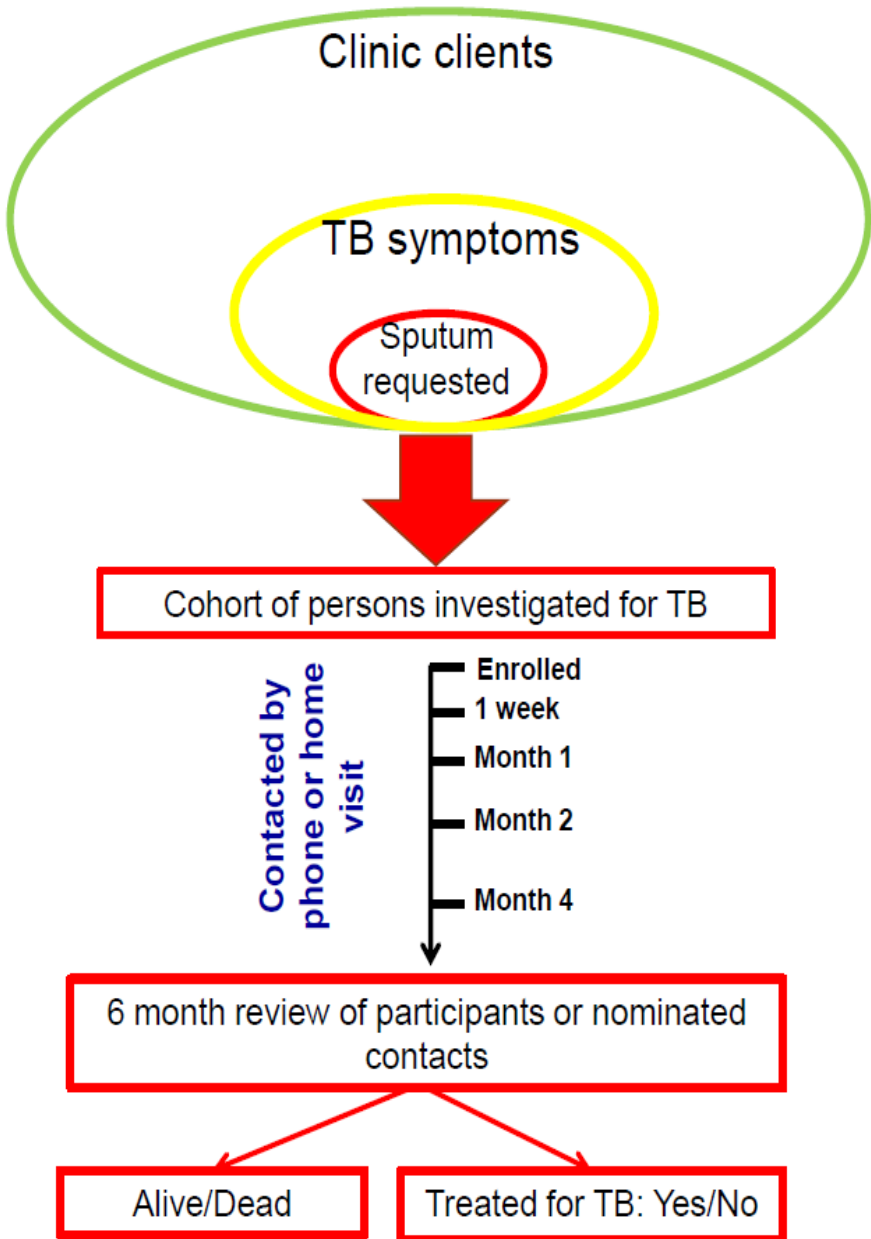 Clinic clients
TB symptoms
Sputum
requested
Cohort of persons investigated for TB
Contacted by
phone or home
visit
Enrolled
1 week
Month 1
Month 2
Month 4
6 month review of participants or nominated
contacts
Alive/Dead
Treated for TB: Yes/No